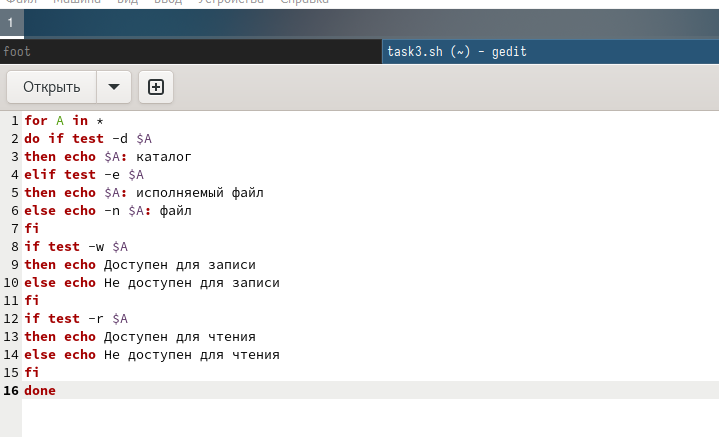 Файл Машина Вид Ввод Устройства Справка
1
foot
task3.sh (~) - gedit
Открыть
1 for A in *
2 do if test -d $A
3 then echo $A: каталог
4 elif test -e $A
5 then echo $A: исполняемый файл
6 else echo -n $A: файл
7 fi
8 if test -w $A
9 then echo Доступен для записи
10 else echo Не доступен для записи
11 fi
12 if test -r $A
13 then echo Доступен для чтения
14 else echo Не доступен для чтения
15 fi
16 done